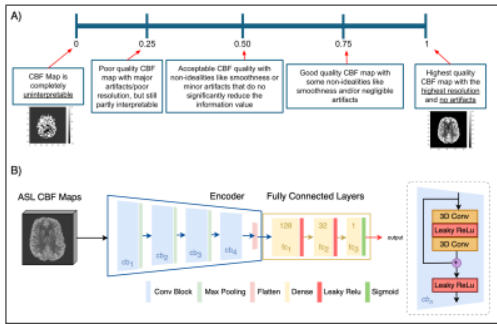 A)
0
0.25
0.50
0.75
1
CBF Map is
completely
uninterpretable
Poor quality CBF
map with major
artifacts/poor
resolution, but still
partly interpretable
Acceptable CBF quality with
non-idealities like smoothness or
minor artifacts that do no
significantly reduce the
information value
Good quality CBF map with
some non-idealities like
smoothness and/or negligible
artifacts
Highest quality
CBF map with the
highest resolution
and no artifacts
B)
ASL CBF Maps
Encoder
Fully Connected Layers
cb1
cb2
cb3
cb4
128
fc1
32
fc2
1
fc3
output
3D Conv
Leaky ReLu
3D Conv
+
Leaky ReLu
cbn
Conv Block
Max Pooling
Flatten
Dense
Leaky Relu
Sigmoid